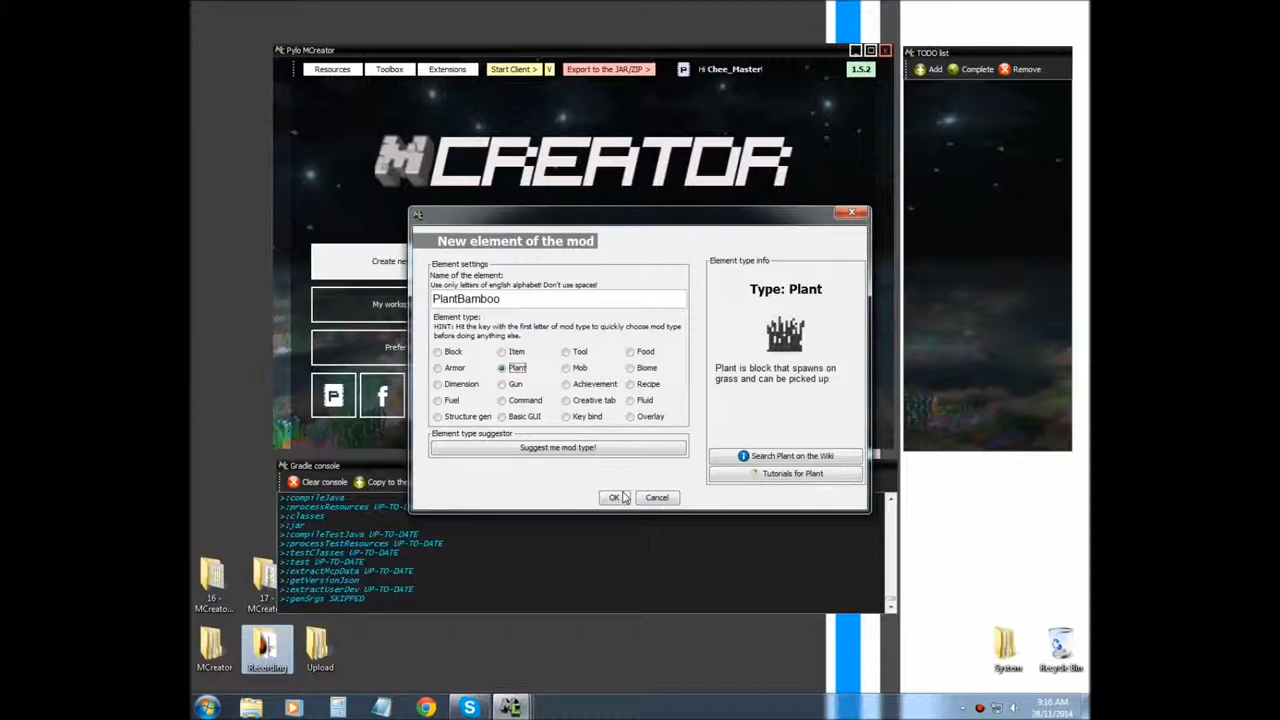 Pylo MCreator
Resources
Toolbox
Extensions
Start Client >
V
Export to the JAR/ZIP >
P
Hi Chee_Master!
1.5.2
TODO list
Add
Complete
Remove
MCREATOR
New element of the mod
Create ne
My works
Prefer
P
f
Element settings
Name of the element:
Use only letters of english alphabet! Don't use spaces!
PlantBamboo
Element type:
HINT: Hit the key with the first letter of mod type to quickly choose mod type
before doing anything else.
Block
Item
Tool
Food
Armor
Plant
Mob
Biome
Dimension
Gun
Achievement
Recipe
Fuel
Command
Creative tab
Fluid
Structure gen
Basic GUI
Key bind
Overlay
Element type suggestor
Suggest me mod type!
OK
Cancel
Element type info
Type: Plant
Plant is block that spawns on
grass and can be picked up.
Search Plant on the Wiki
Tutorials for Plant
Gradle console
Clear console
Copy to the
>:compileJava
>:processResources UP-TO-D
>:classes
>:jar
>:compileTestJava UP-TO-DATE
>:processTestResources UP-TO-DATE
>:testClasses UP-TO-DATE
>:test UP-TO-DATE
>:extractMcpData UP-TO-DATE
>:getVersionJson
>:extractUserDev UP-TO-DATE
>:genSrgs SKIPPED
16 -
MCreato...
17 -
MCreato
MCreator
Recording
Upload
System
Recycle Bin
9:16 AM
28/11/2014